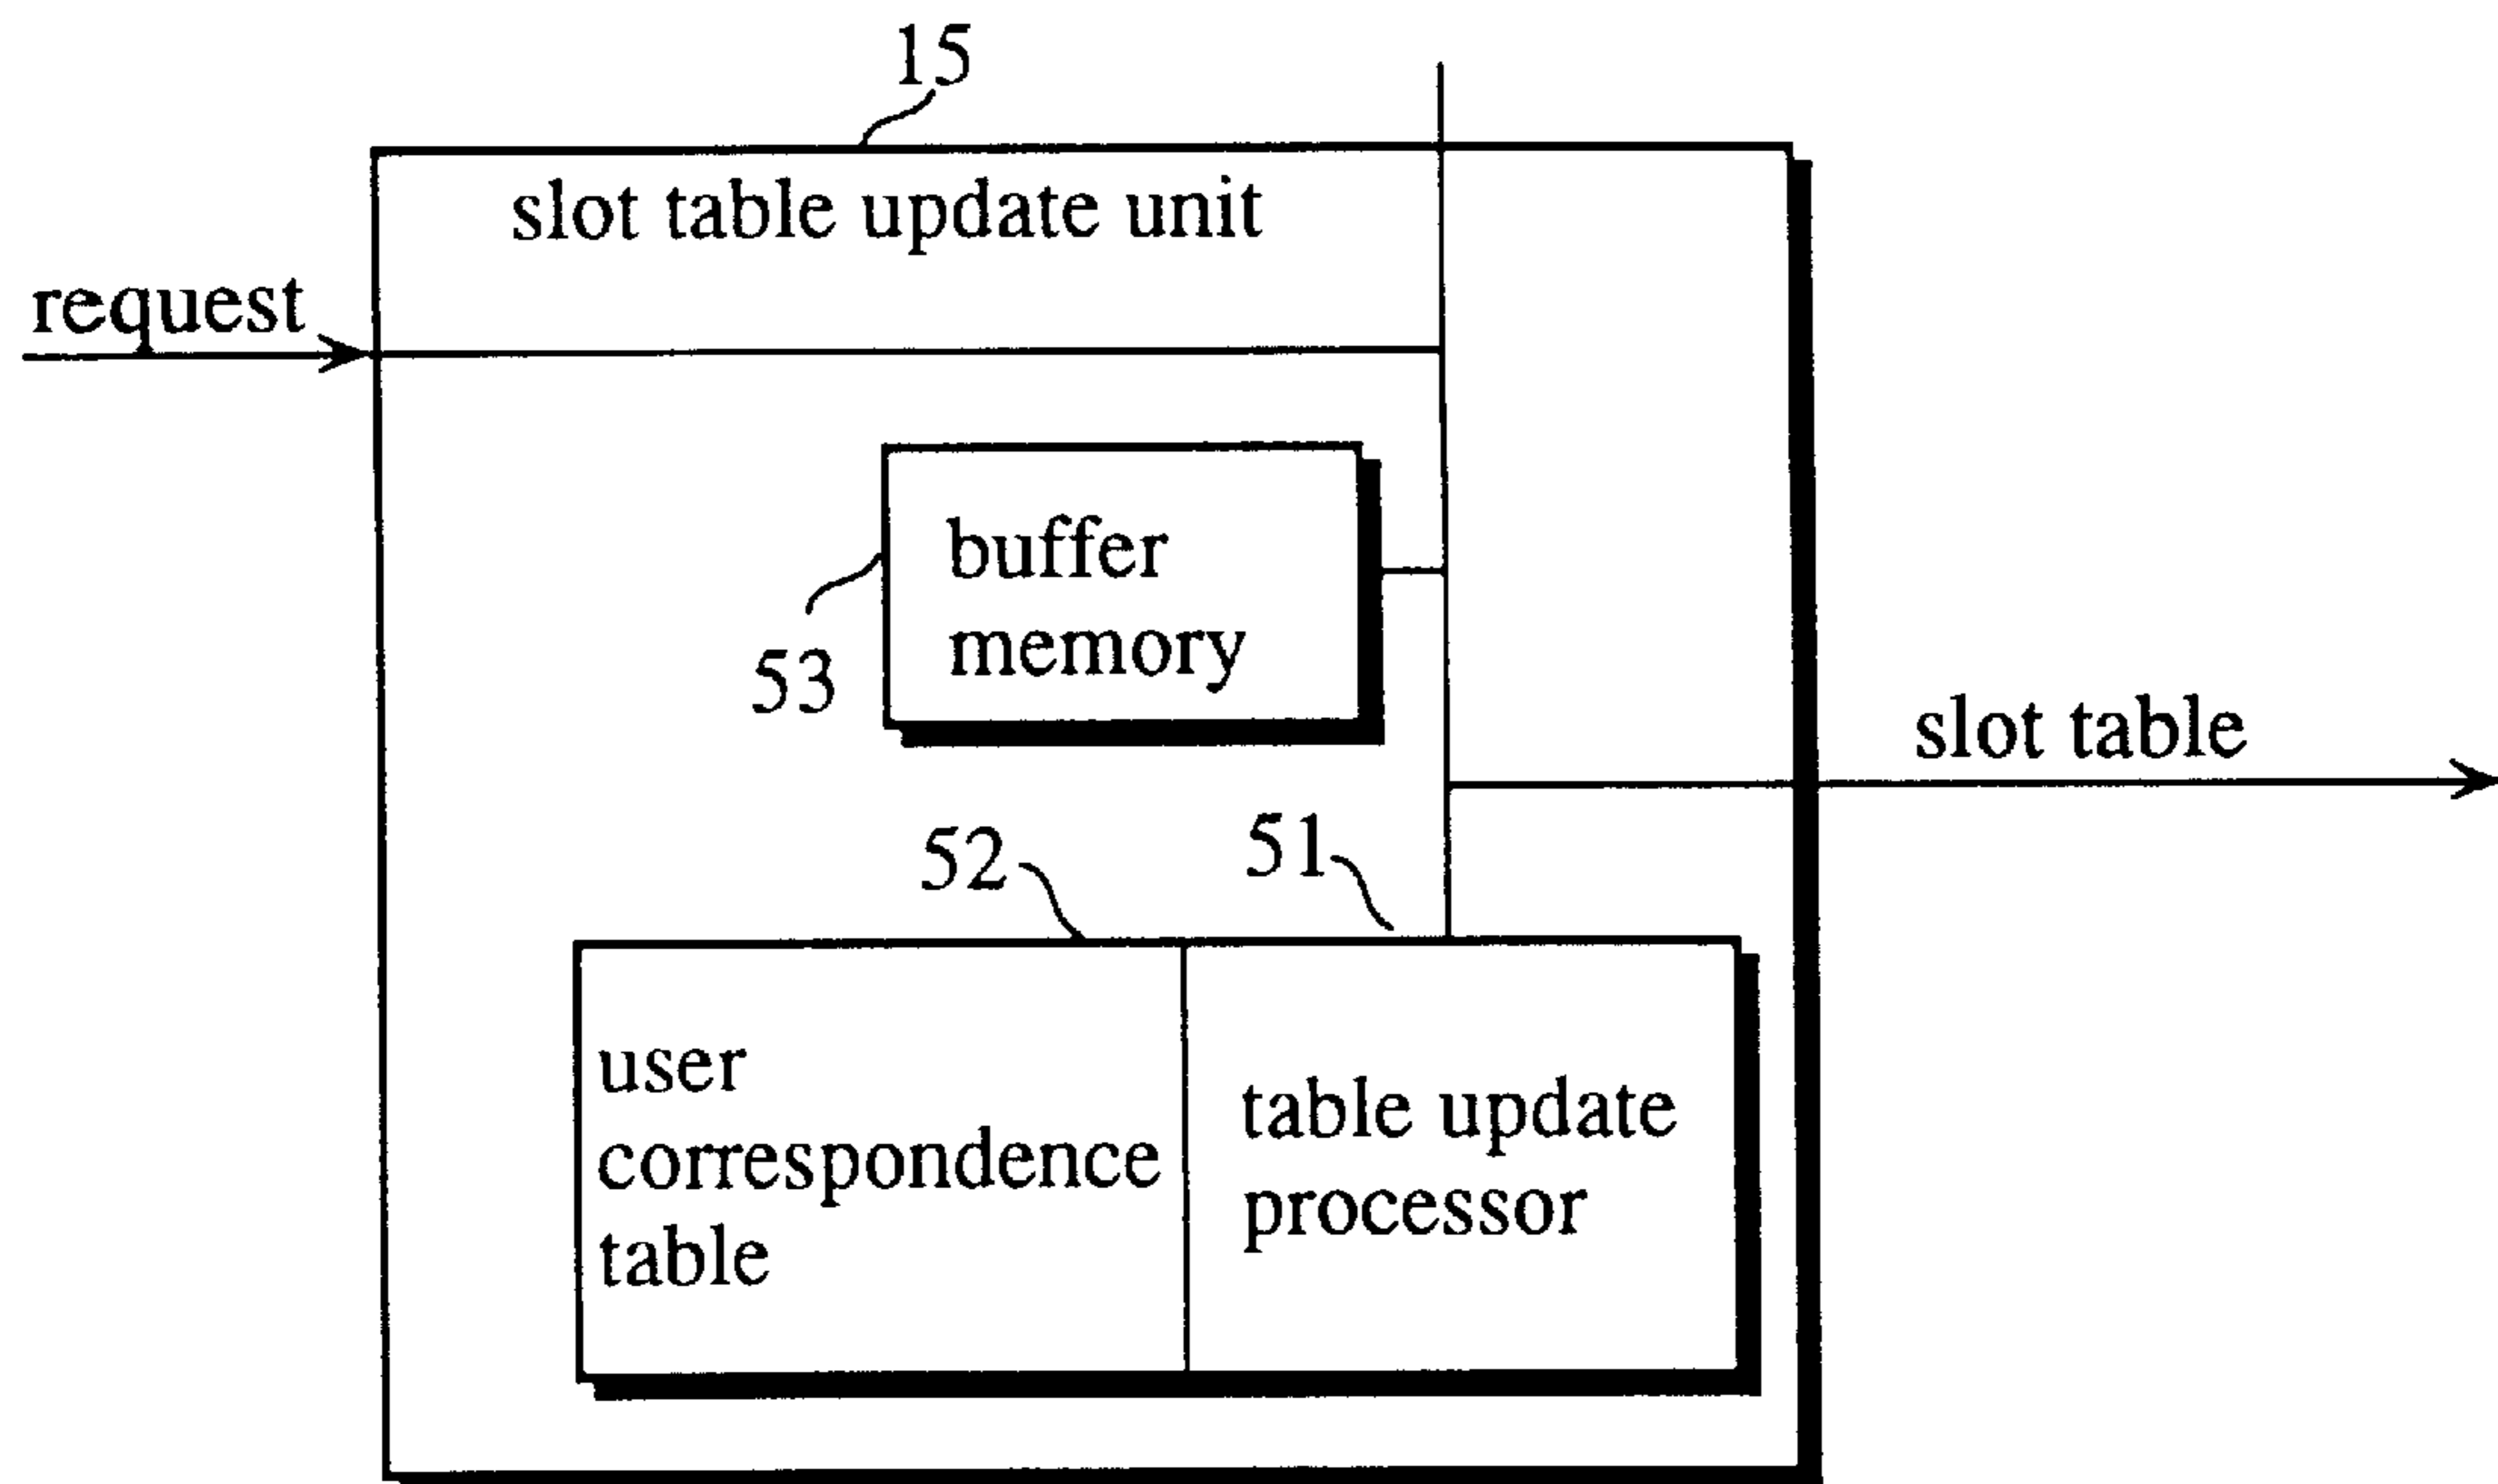 15
slot table update unit
request
buffer
memory
53
slot table
52
51
user
correspondence
table
table update
processor